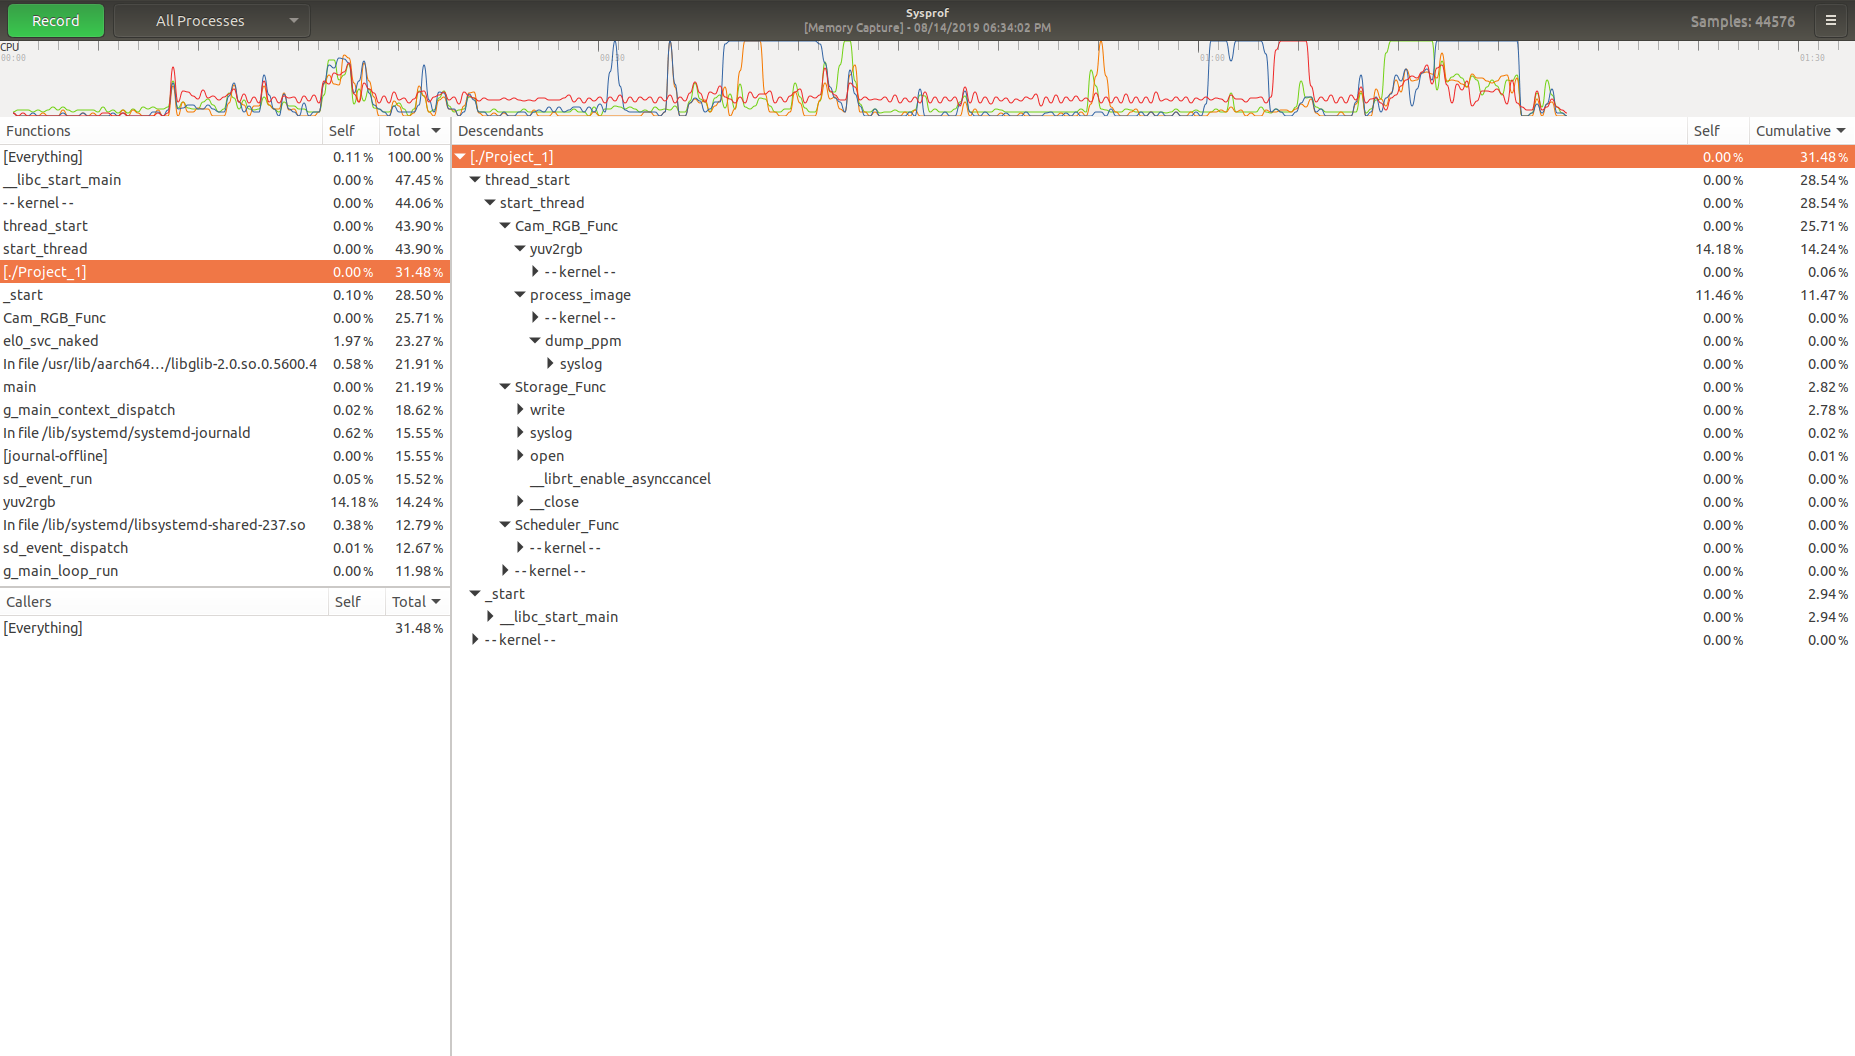 Record
All Processes
Sysprof
[Memory Capture] - 08/14/2019 06:34:02 PM
Samples: 44576
CPU
00:00
01:00
01:30
Functions Self Total
[Everything] 0.11% 100.00%
__libc_start_main 0.00% 47.45%
--kernel-- 0.00% 44.06%
thread_start 0.00% 43.90%
start_thread 0.00% 43.90%
[./Project_1] 0.00% 31.48%
_start 0.10% 28.50%
Cam_RGB_Func 0.00% 25.71%
el0_svc_naked 1.97% 23.27%
In file /usr/lib/aarch64…/libglib-2.0.so.0.5600.4 0.58% 21.91%
main 0.00% 21.19%
g_main_context_dispatch 0.02% 18.62%
In file /lib/systemd/systemd-journald 0.62% 15.55%
[journal-offline] 0.00% 15.55%
sd_event_run 0.05% 15.52%
yuv2rgb 14.18% 14.24%
In file /lib/systemd/libsystemd-shared-237.so 0.38% 12.79%
sd_event_dispatch 0.01% 12.67%
g_main_loop_run 0.00% 11.98%
Callers Self Total
[Everything] 31.48%
Descendants Self Cumulative
[./Project_1] 0.00% 31.48%
thread_start 0.00% 28.54%
start_thread 0.00% 28.54%
Cam_RGB_Func 0.00% 25.71%
yuv2rgb 14.18% 14.24%
--kernel-- 0.00% 0.06%
process_image 11.46% 11.47%
--kernel-- 0.00% 0.00%
dump_ppm 0.00% 0.00%
syslog 0.00% 0.00%
Storage_Func 0.00% 2.82%
write 0.00% 2.78%
syslog 0.00% 0.02%
open 0.00% 0.01%
__librt_enable_asynccancel 0.00% 0.00%
__close 0.00% 0.00%
Scheduler_Func 0.00% 0.00%
--kernel-- 0.00% 0.00%
--kernel-- 0.00% 0.00%
_start 0.00% 2.94%
__libc_start_main 0.00% 2.94%
--kernel-- 0.00% 0.00%